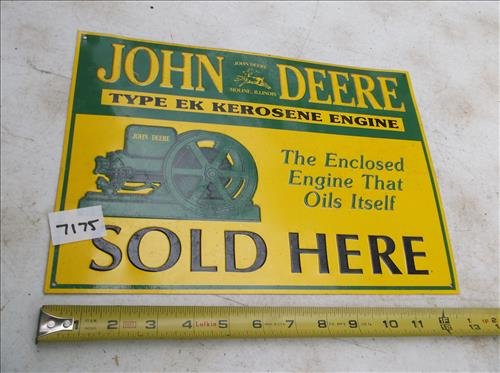 JOHN DEERE
JOHN DEERE
MOLINE, ILLINOIS
TYPE EK KEROSENE ENGINE
JOHN DEERE
The Enclosed
Engine That
Oils Itself
7175
SOLD HERE
1 2 3 4 Lufkin 5 6 7 8 9 10 11 13